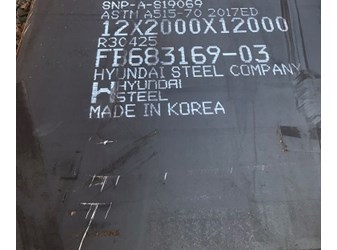 SNP-A-S19069
ASTM A515-70 2017ED
12X2000X12000
R30425
FB683169-03
HYUNDAI STEEL COMPANY
HYUNDAI
STEEL
MADE IN KOREA